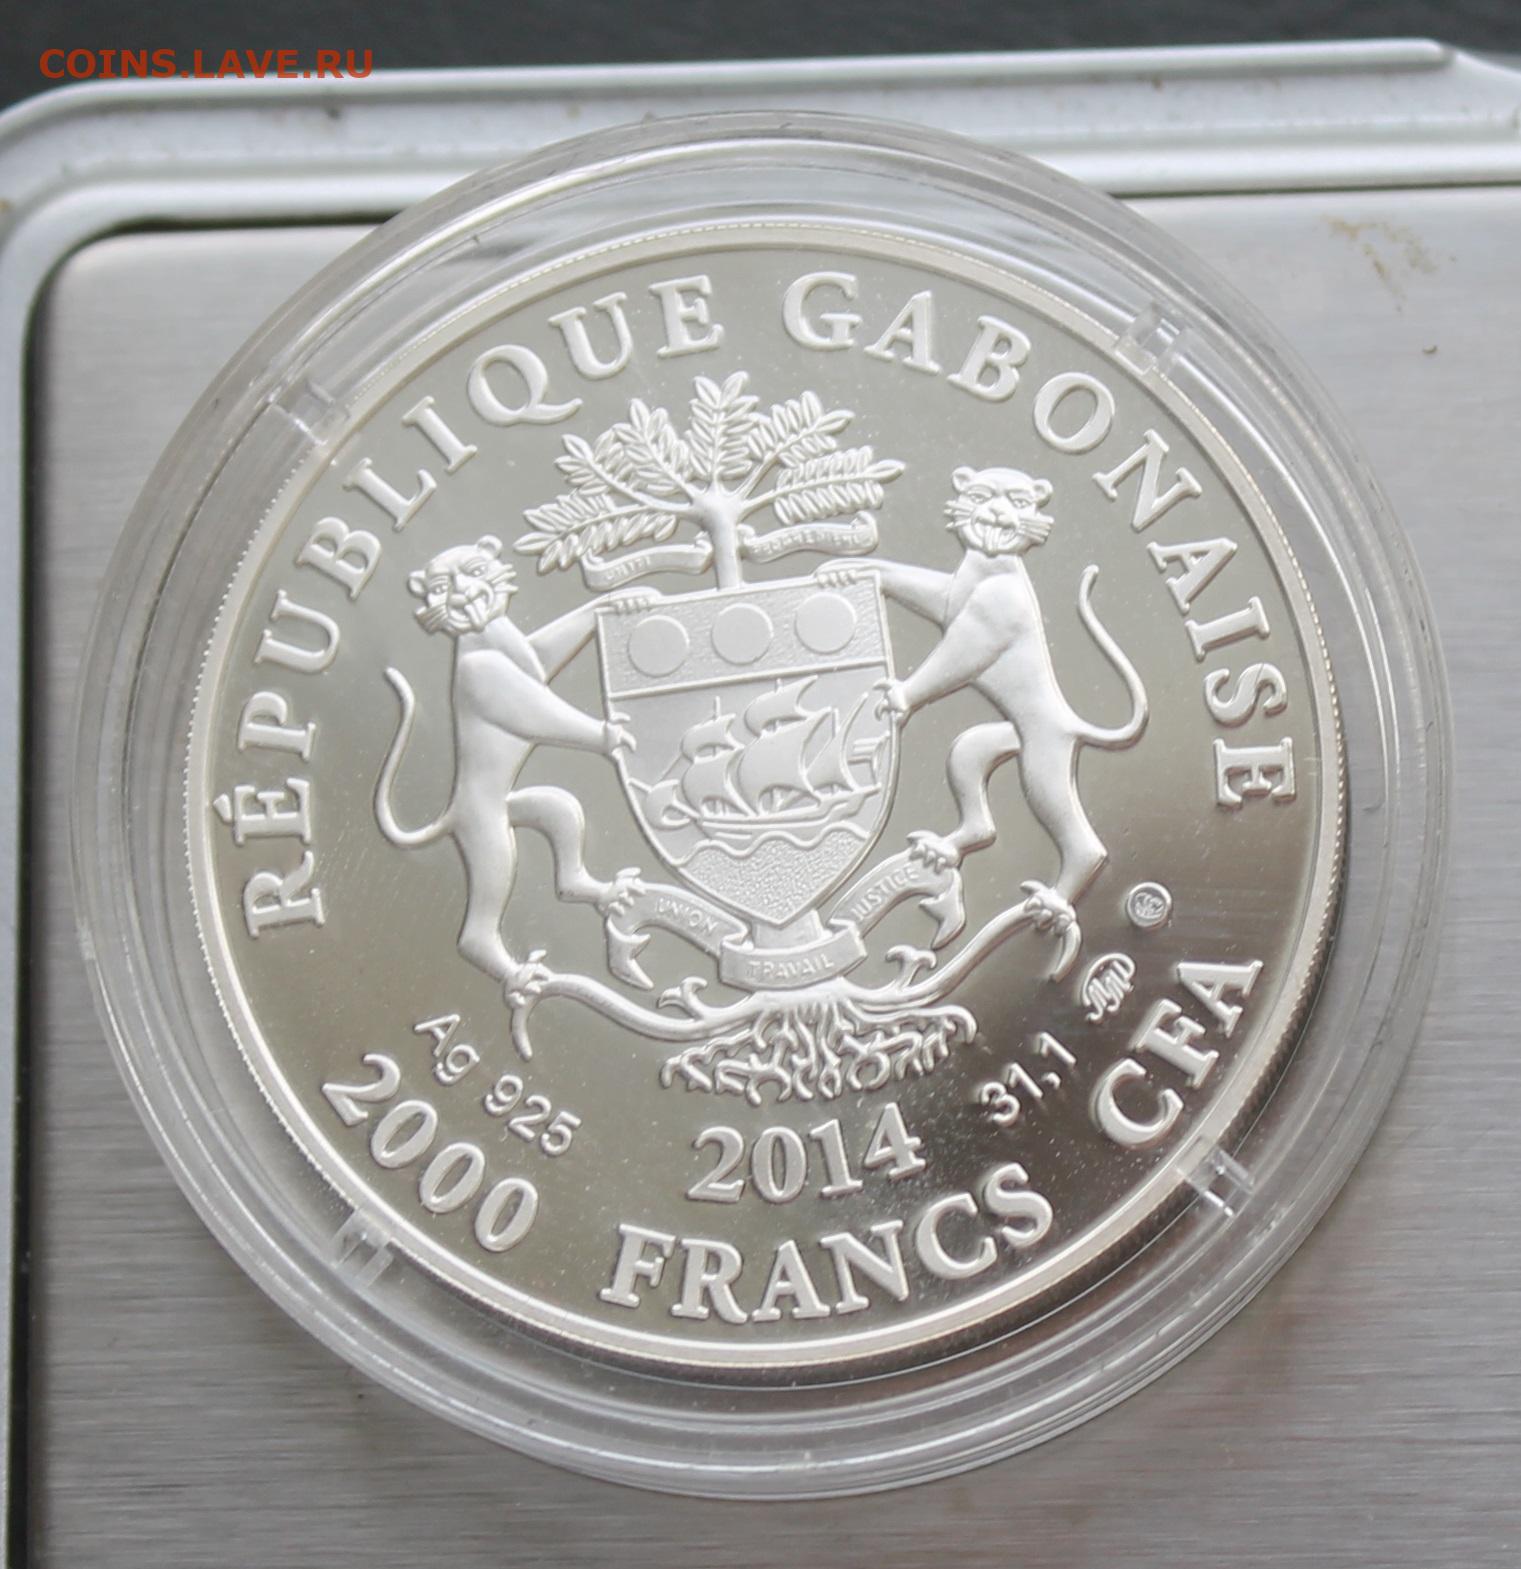 COINS.LAVE.RU
RÉPUBLIQUE GABONAISE
UNION
TRAVAIL
JUSTICE
Ag 925
2014
31,1
2000 FRANCS CFA